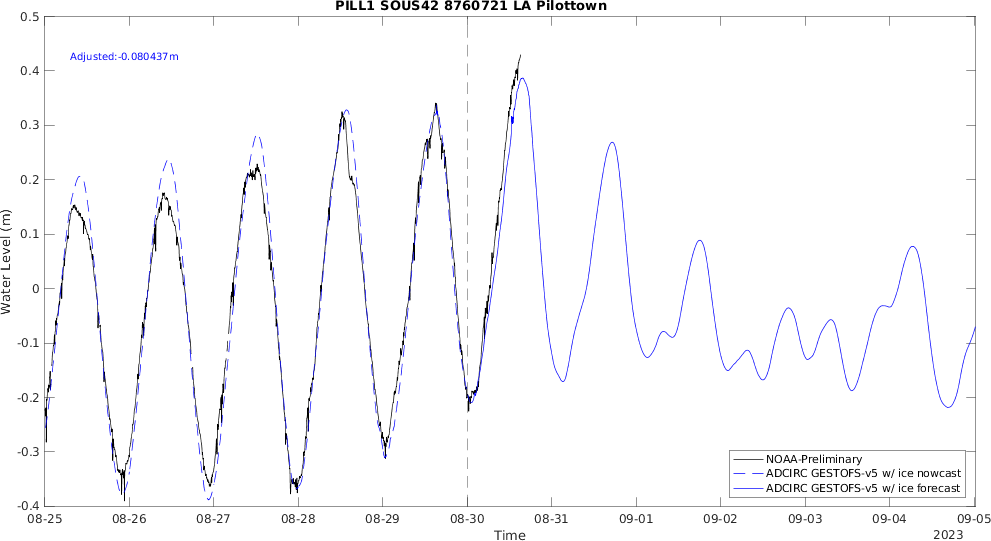 PILL1 SOUS42 8760721 LA Pilottown
Adjusted:-0.080437m
Water Level (m)
0.5
0.4
0.3
0.2
0.1
0
-0.1
-0.2
-0.3
-0.4
NOAA-Preliminary
ADCIRC GESTOFS-v5 w/ ice nowcast
ADCIRC GESTOFS-v5 w/ ice forecast
08-25 08-26 08-27 08-28 08-29 08-30 08-31 09-01 09-02 09-03 09-04 09-05
Time
2023